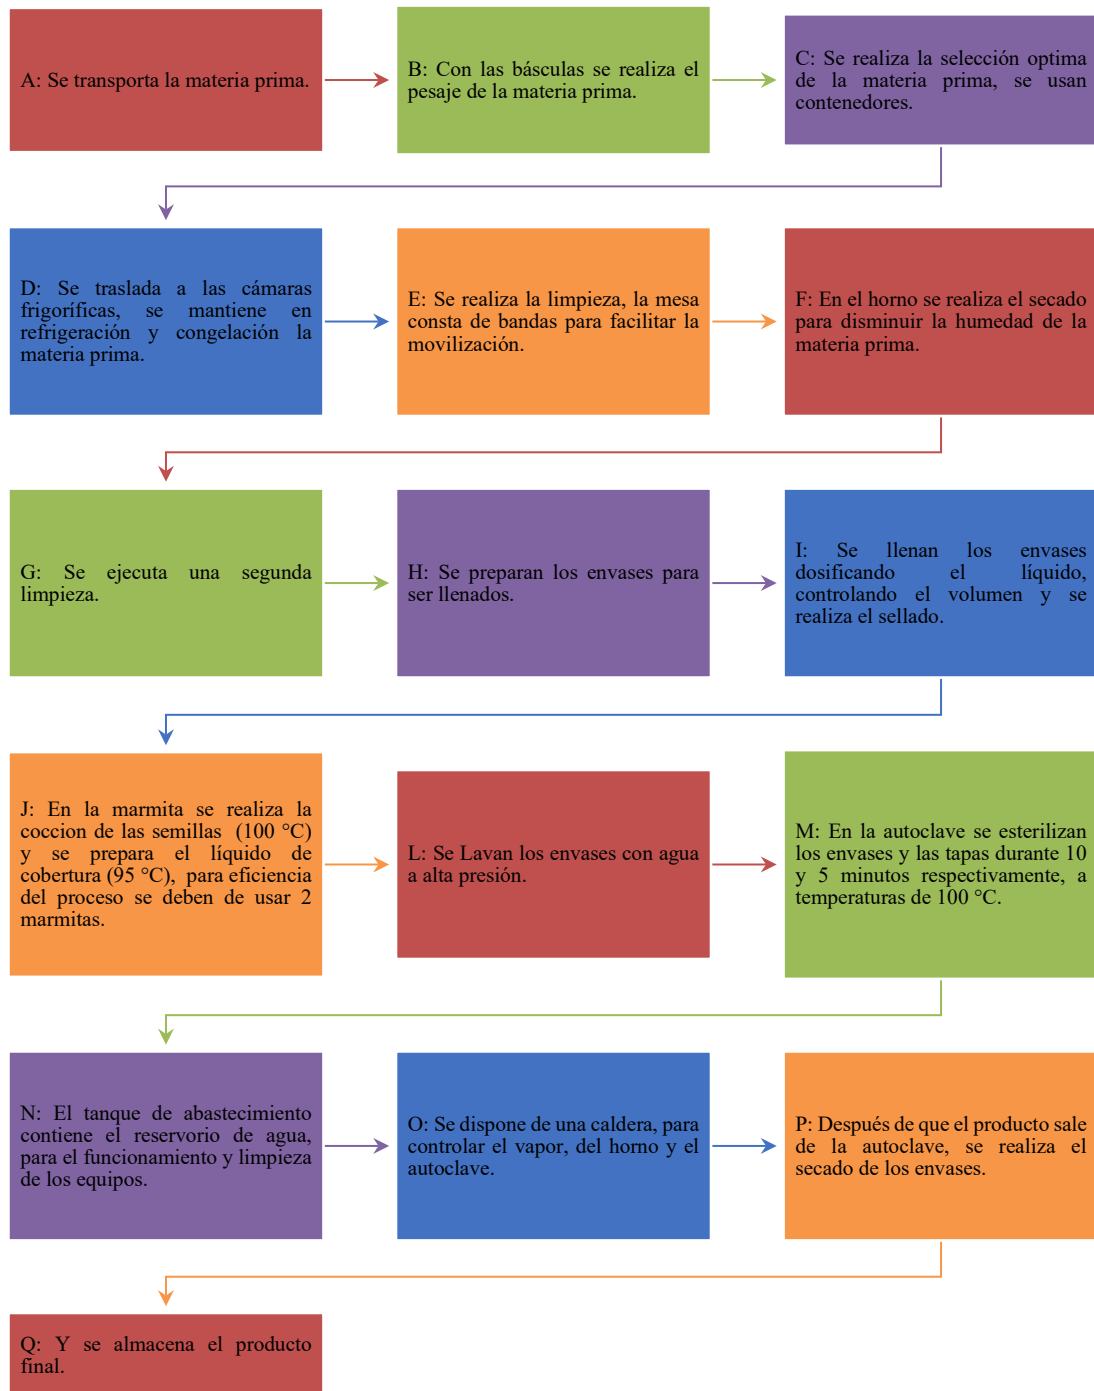 A: Se transporta la materia prima.
B: Con las básculas se realiza el
pesaje de la materia prima.
C: Se realiza la selección optima
de la materia prima, se usan
contenedores.
D: Se traslada a las cámaras
frigoríficas, se mantiene en
refrigeración y congelación la
materia prima.
E: Se realiza la limpieza, la mesa
consta de bandas para facilitar la
movilización.
F: En el horno se realiza el secado
para disminuir la humedad de la
materia prima.
G: Se ejecuta una segunda
limpieza.
H: Se preparan los envases para
ser llenados.
I: Se llenan los envases
dosificando el líquido,
controlando el volumen y se
realiza el sellado.
J: En la marmita se realiza la
coccion de las semillas (100 °C)
y se prepara el líquido de
cobertura (95 °C), para eficiencia
del proceso se deben de usar 2
marmitas.
L: Se Lavan los envases con agua
a alta presión.
M: En la autoclave se esterilizan
los envases y las tapas durante 10
y 5 minutos respectivamente, a
temperaturas de 100 °C.
N: El tanque de abastecimiento
contiene el reservorio de agua,
para el funcionamiento y limpieza
de los equipos.
O: Se dispone de una caldera, para
controlar el vapor, del horno y el
autoclave.
P: Después de que el producto sale
de la autoclave, se realiza el
secado de los envases.
Q: Y se almacena el producto
final.